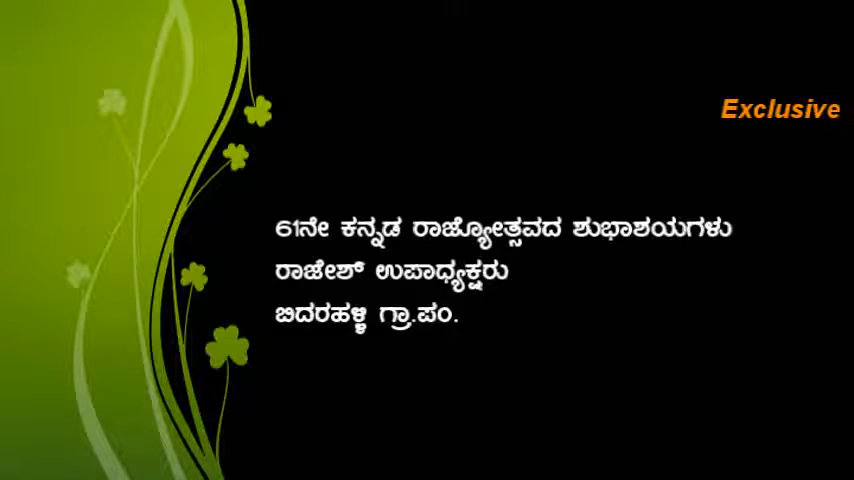 Exclusive
61ನೇ ಕನ್ನಡ ರಾಜ್ಯೋತ್ಸವದ ಶುಭಾಶಯಗಳು
ರಾಜೇಶ್ ಉಪಾಧ್ಯಕ್ಷರು
ಬಿದರಹಳ್ಳಿ ಗ್ರಾ.ಪಂ.